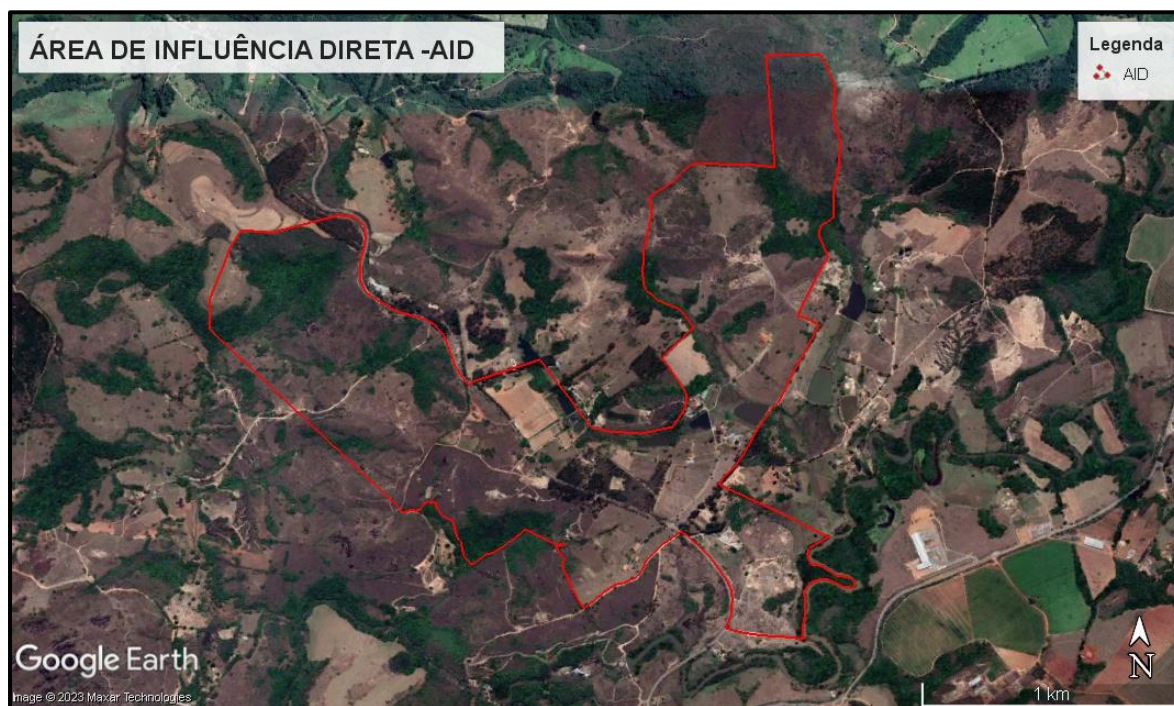 ÁREA DE INFLUÊNCIA DIRETA -AID
Legenda
AID
Google Earth
Image © 2023 Maxar Technologies
N
1 km